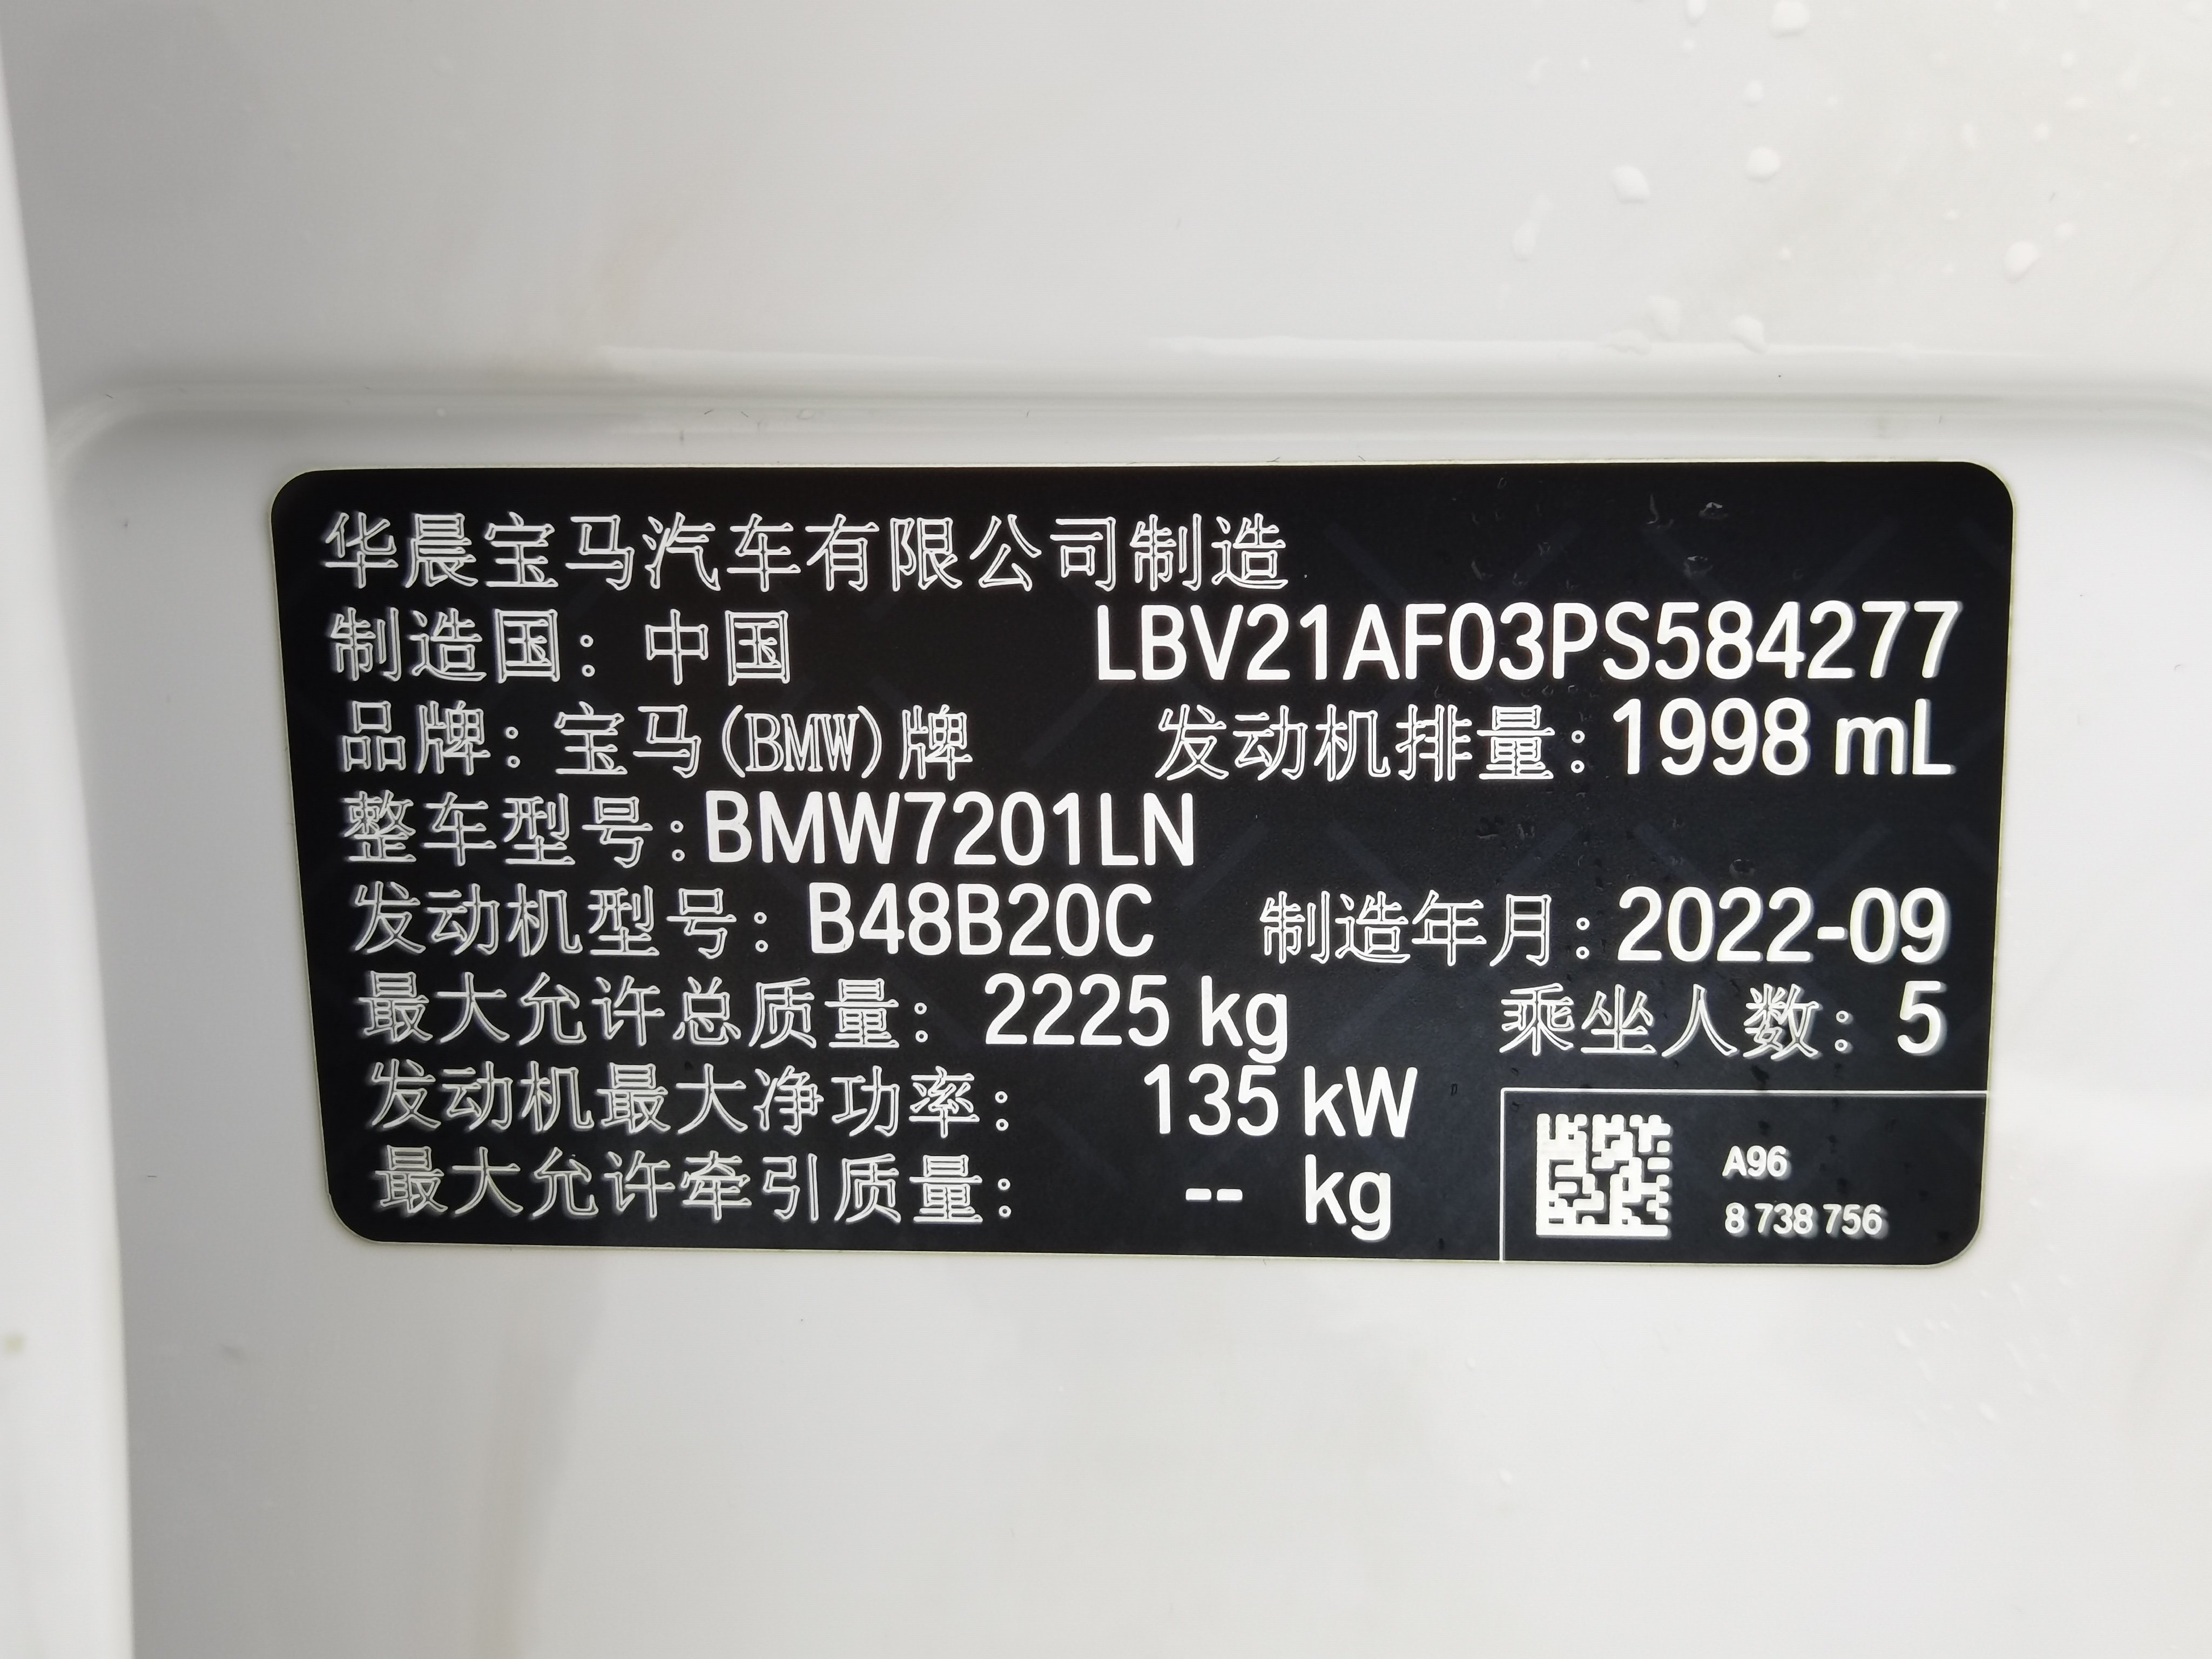 华晨宝马汽车有限公司制造
制造国：中国 LBV21AF03PS584277
品牌：宝马(BMW)牌 发动机排量：1998 mL
整车型号：BMW7201LN
发动机型号：B48B20C 制造年月：2022-09
最大允许总质量：2225 kg 乘坐人数：5
发动机最大净功率：135 kW
最大允许牵引质量：-- kg
A96
8 738 756